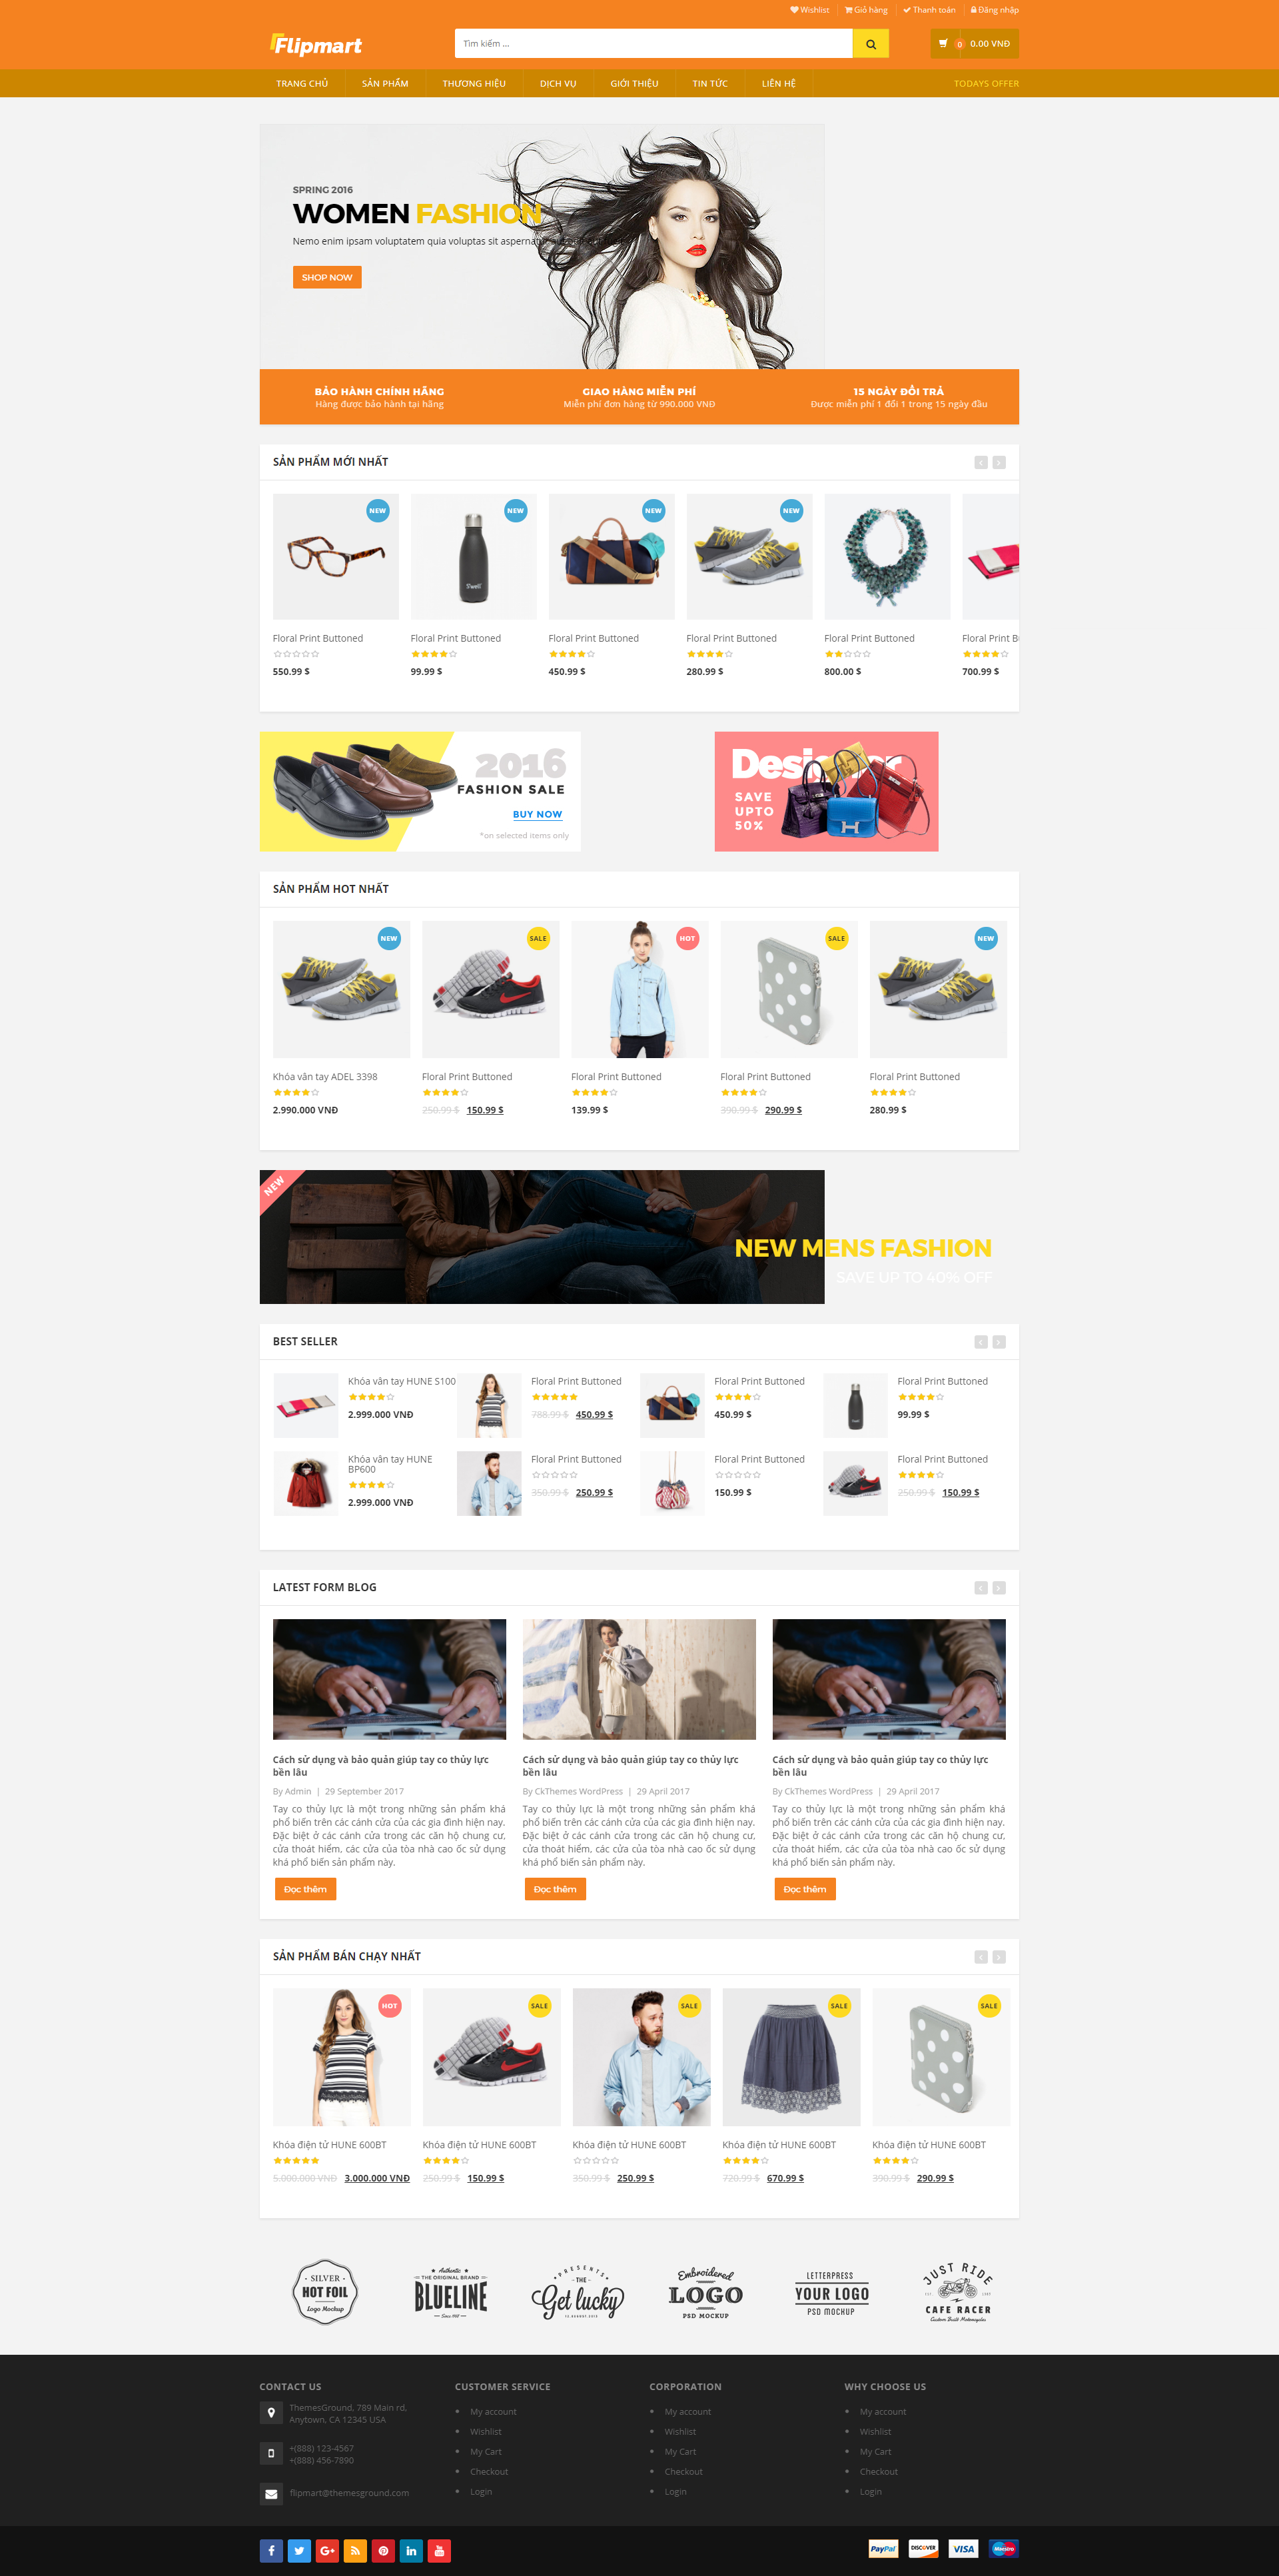 Wishlist Giỏ hàng Thanh toán Đăng nhập
Flipmart
Tìm kiếm ...
0 0.00 VNĐ
TRANG CHỦ SẢN PHẨM THƯƠNG HIỆU DỊCH VỤ GIỚI THIỆU TIN TỨC LIÊN HỆ TODAYS OFFER
SPRING 2016
WOMEN FASHION
Nemo enim ipsam voluptatem quia voluptas sit aspernatur
SHOP NOW
BẢO HÀNH CHÍNH HÃNG
Hàng được bảo hành tại hãng
GIAO HÀNG MIỄN PHÍ
Miễn phí đơn hàng từ 990.000 VNĐ
15 NGÀY ĐỔI TRẢ
Được miễn phí 1 đổi 1 trong 15 ngày đầu
SẢN PHẨM MỚI NHẤT
NEW NEW NEW NEW
S'well
Floral Print Buttoned Floral Print Buttoned Floral Print Buttoned Floral Print Buttoned Floral Print Buttoned Floral Print Bu
550.99 $ 99.99 $ 450.99 $ 280.99 $ 800.00 $ 700.99 $
2016
FASHION SALE
BUY NOW
*on selected items only
Designer
SAVE
UPTO
50%
SẢN PHẨM HOT NHẤT
NEW SALE HOT SALE NEW
Khóa vân tay ADEL 3398 Floral Print Buttoned Floral Print Buttoned Floral Print Buttoned Floral Print Buttoned
2.990.000 VNĐ 250.99 $ 150.99 $ 139.99 $ 390.99 $ 290.99 $ 280.99 $
NEW
NEW MENS FASHION
SAVE UP TO 40% OFF
BEST SELLER
Khóa vân tay HUNE S100 Floral Print Buttoned Floral Print Buttoned Floral Print Buttoned
2.999.000 VNĐ 788.99 $ 450.99 $ 450.99 $ 99.99 $
Khóa vân tay HUNE Floral Print Buttoned Floral Print Buttoned Floral Print Buttoned
BP600
2.999.000 VNĐ 350.99 $ 250.99 $ 150.99 $ 250.99 $ 150.99 $
LATEST FORM BLOG
Cách sử dụng và bảo quản giúp tay co thủy lực
bền lâu
By Admin | 29 September 2017
Tay co thủy lực là một trong những sản phẩm khá
phổ biến trên các cánh cửa của các gia đình hiện nay.
Đặc biệt ở các cánh cửa trong các căn hộ chung cư,
cửa thoát hiểm, các cửa của tòa nhà cao ốc sử dụng
khá phổ biến sản phẩm này.
Đọc thêm
Cách sử dụng và bảo quản giúp tay co thủy lực
bền lâu
By CkThemes WordPress | 29 April 2017
Tay co thủy lực là một trong những sản phẩm khá
phổ biến trên các cánh cửa của các gia đình hiện nay.
Đặc biệt ở các cánh cửa trong các căn hộ chung cư,
cửa thoát hiểm, các cửa của tòa nhà cao ốc sử dụng
khá phổ biến sản phẩm này.
Đọc thêm
Cách sử dụng và bảo quản giúp tay co thủy lực
bền lâu
By CkThemes WordPress | 29 April 2017
Tay co thủy lực là một trong những sản phẩm khá
phổ biến trên các cánh cửa của các gia đình hiện nay.
Đặc biệt ở các cánh cửa trong các căn hộ chung cư,
cửa thoát hiểm, các cửa của tòa nhà cao ốc sử dụng
khá phổ biến sản phẩm này.
Đọc thêm
SẢN PHẨM BÁN CHẠY NHẤT
HOT SALE SALE SALE SALE
Khóa điện tử HUNE 600BT Khóa điện tử HUNE 600BT Khóa điện tử HUNE 600BT Khóa điện tử HUNE 600BT Khóa điện tử HUNE 600BT
5.000.000 VNĐ 3.000.000 VNĐ 250.99 $ 150.99 $ 350.99 $ 250.99 $ 720.99 $ 670.99 $ 390.99 $ 290.99 $
SILVER
HOT FOIL
Logo Mockup
Authentic
THE ORIGINAL BRAND
BLUELINE
PRESENTS
THE
Get lucky
Embroidered
LOGO
PSD MOCKUP
LETTERPRESS
YOUR LOGO
PSD MOCKUP
JUST RIDE
CAFE RACER
Custom Built Motorcycles
CONTACT US
ThemesGround, 789 Main rd,
Anytown, CA 12345 USA
+(888) 123-4567
+(888) 456-7890
flipmart@themesground.com
CUSTOMER SERVICE
My account
Wishlist
My Cart
Checkout
Login
CORPORATION
My account
Wishlist
My Cart
Checkout
Login
WHY CHOOSE US
My account
Wishlist
My Cart
Checkout
Login
PayPal DISCOVER VISA Maestro